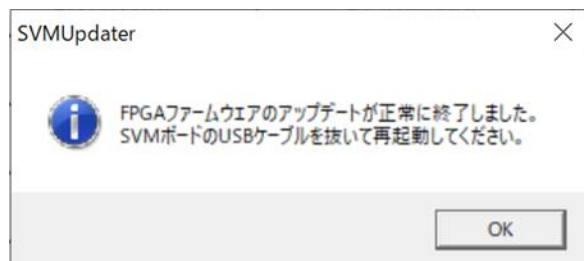 SVMUpdater
FPGAファームウェアのアップデートが正常に終了しました。
SVMボードのUSBケーブルを抜いて再起動してください。
OK